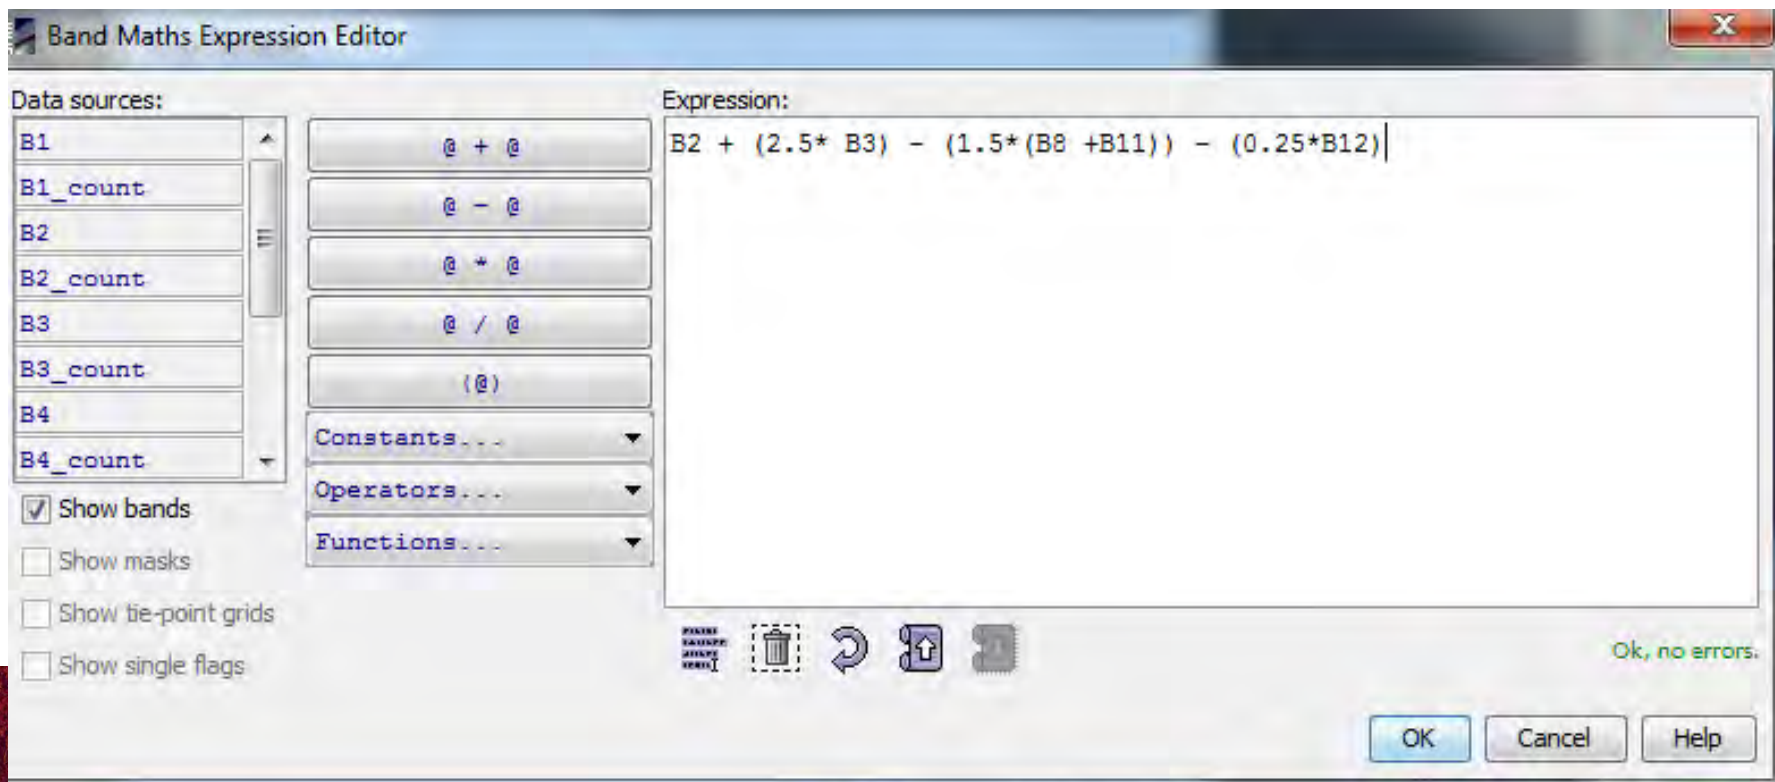 Band Maths Expression Editor
X
Data sources:
B1
B1_count
B2
B2_count
B3
B3_count
B4
B4_count
Show bands
Show masks
Show tie-point grids
Show single flags
@ + @
@ - @
@ * @
@ / @
(@)
Constants...
Operators...
Functions...
Expression:
B2 + (2.5* B3) - (1.5*(B8 +B11)) - (0.25*B12)
Ok, no errors.
OK
Cancel
Help